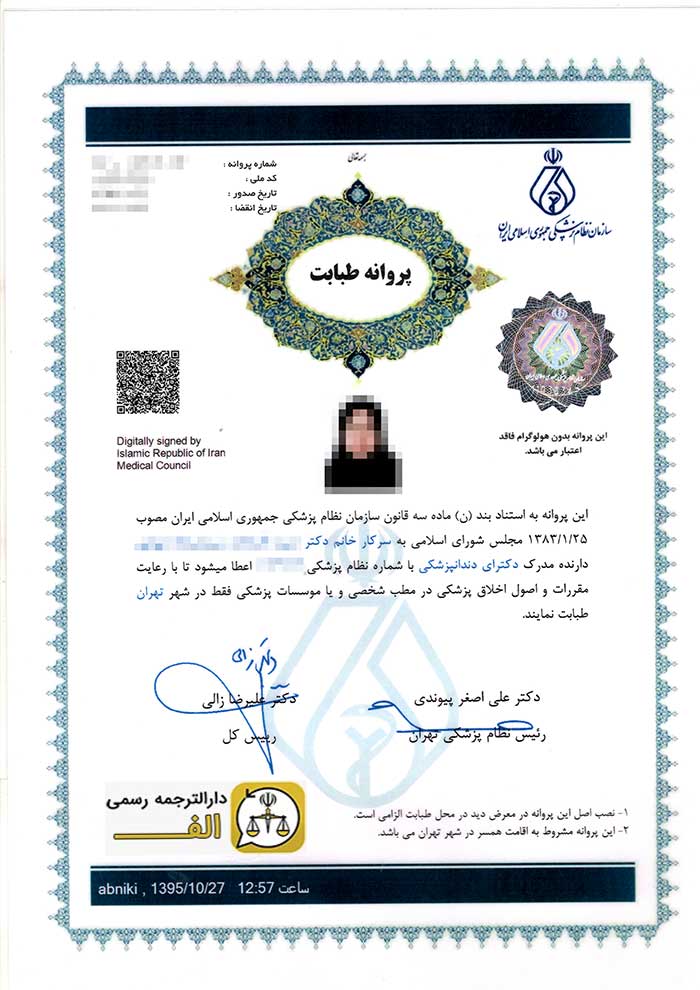 بسمه‌تعالی
سازمان نظام پزشکی جمهوری اسلامی ایران
شماره پروانه :
کد ملی :
تاریخ صدور :
تاریخ انقضا :
پروانه طبابت
Digitally signed by
Islamic Republic of Iran
Medical Council
این پروانه بدون هولوگرام فاقد
اعتبار می باشد.
این پروانه به استناد بند (ن) ماده سه قانون سازمان نظام پزشکی جمهوری اسلامی ایران مصوب
۱۳۸۳/۱/۲۵ مجلس شورای اسلامی به سرکار خانم دکتر
دارنده مدرک دکترای دندانپزشکی با شماره نظام پزشکی اعطا میشود تا با رعایت
مقررات و اصول اخلاق پزشکی در مطب شخصی و یا موسسات پزشکی فقط در شهر تهران
طبابت نمایند.
دکتر علی اصغر پیوندی
رئیس نظام پزشکی تهران
دکتر زالی
دکتر علیرضا زالی
رییس کل
دارالترجمه رسمی
الف
۱- نصب اصل این پروانه در معرض دید در محل طبابت الزامی است.
۲- این پروانه مشروط به اقامت همسر در شهر تهران می باشد.
abniki , 1395/10/27 12:57 ساعت